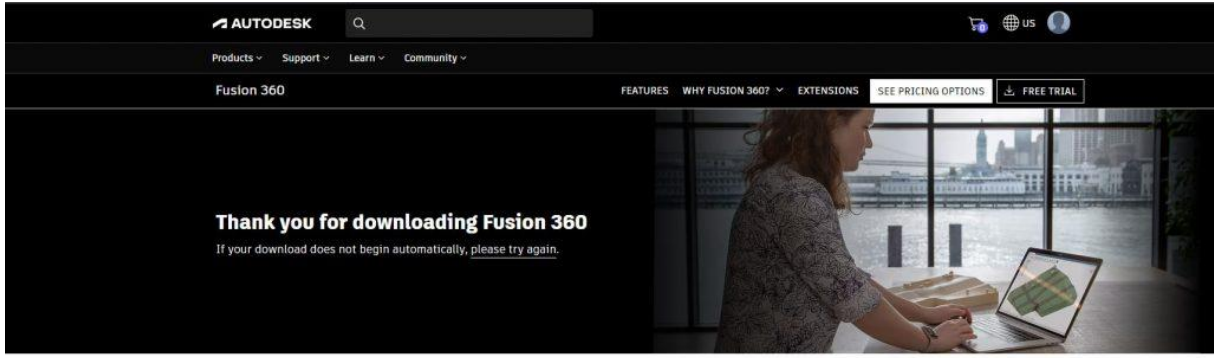 AUTODESK
0
US
Products Support Learn Community
Fusion 360 FEATURES WHY FUSION 360? EXTENSIONS SEE PRICING OPTIONS FREE TRIAL
Thank you for downloading Fusion 360
If your download does not begin automatically, please try again.